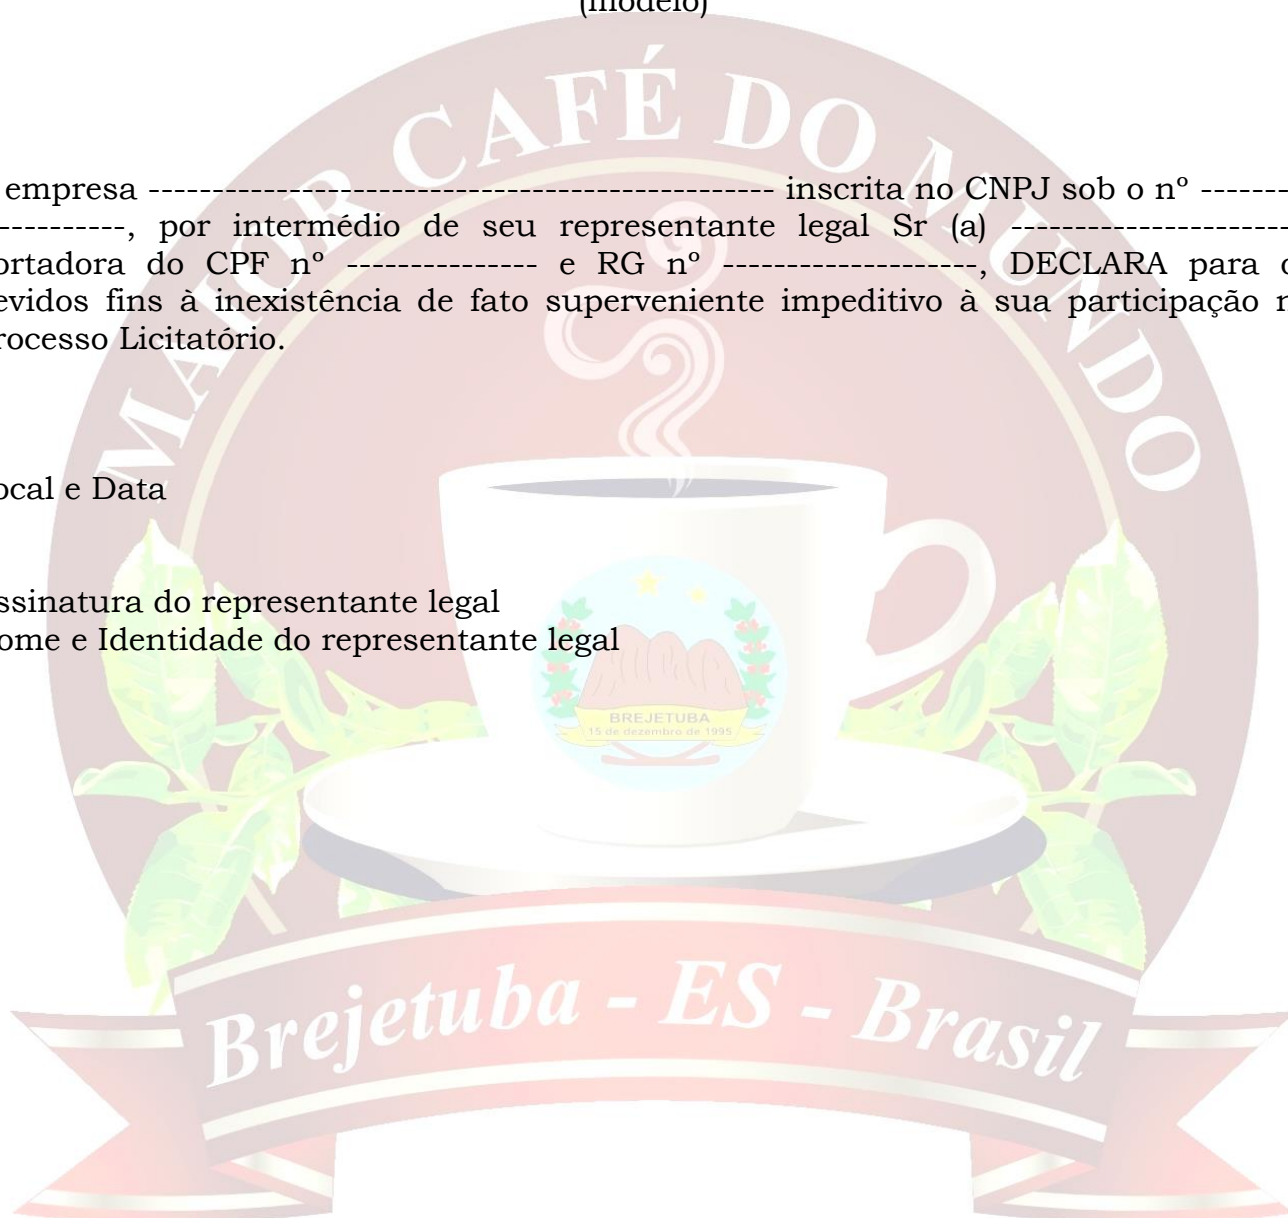 (modelo)
MAIOR CAFÉ DO MUNDO
empresa ------------------------------------------------- inscrita no CNPJ sob o nº -------
----------, por intermédio de seu representante legal Sr (a) ----------------------
ortadora do CPF nº --------------- e RG nº --------------------, DECLARA para
evidos fins à inexistência de fato superveniente impeditivo à sua participação
rocesso Licitatório.
ocal e Data
ssinatura do representante legal
ome e Identidade do representante legal
BREJETUBA
15 de dezembro de 1995
Brejetuba - ES - Brasil